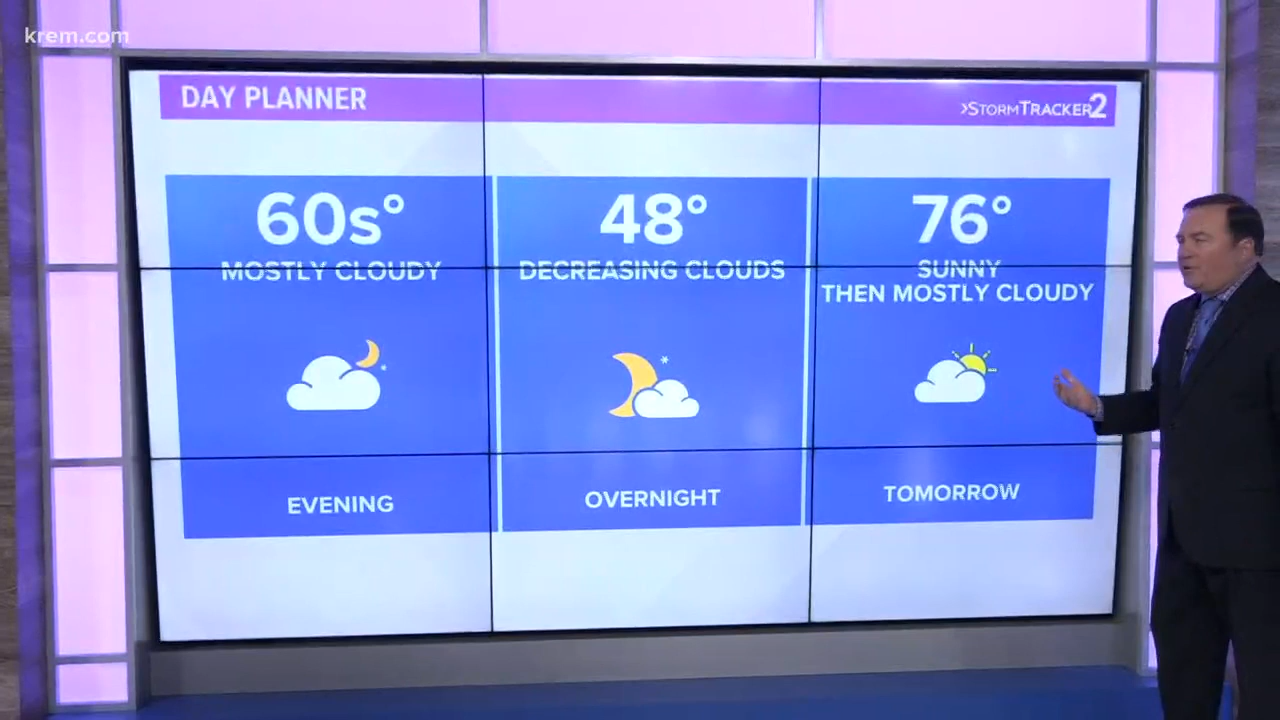 krem.com
DAY PLANNER
›STORMTRACKER2
60s°
MOSTLY CLOUDY
EVENING
48°
DECREASING CLOUDS
OVERNIGHT
76°
SUNNY
THEN MOSTLY CLOUDY
TOMORROW